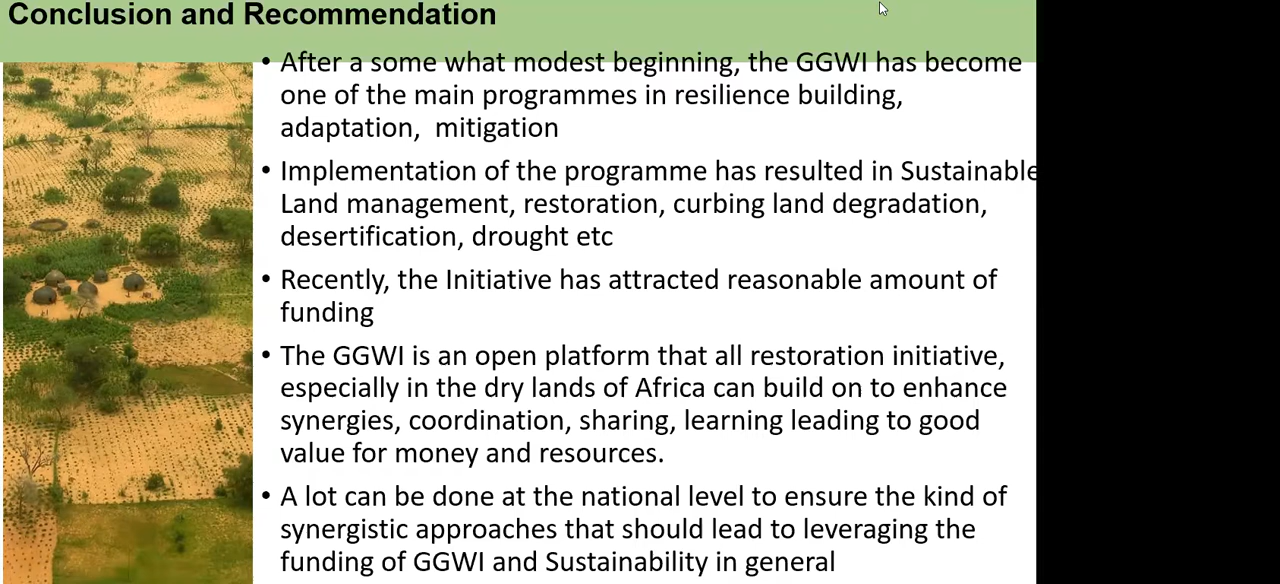 Conclusion and Recommendation
• After a some what modest beginning, the GGWI has become
one of the main programmes in resilience building,
adaptation,  mitigation
• Implementation of the programme has resulted in Sustainable
Land management, restoration, curbing land degradation,
desertification, drought etc
• Recently, the Initiative has attracted reasonable amount of
funding
• The GGWI is an open platform that all restoration initiative,
especially in the dry lands of Africa can build on to enhance
synergies, coordination, sharing, learning leading to good
value for money and resources.
• A lot can be done at the national level to ensure the kind of
synergistic approaches that should lead to leveraging the
funding of GGWI and Sustainability in general